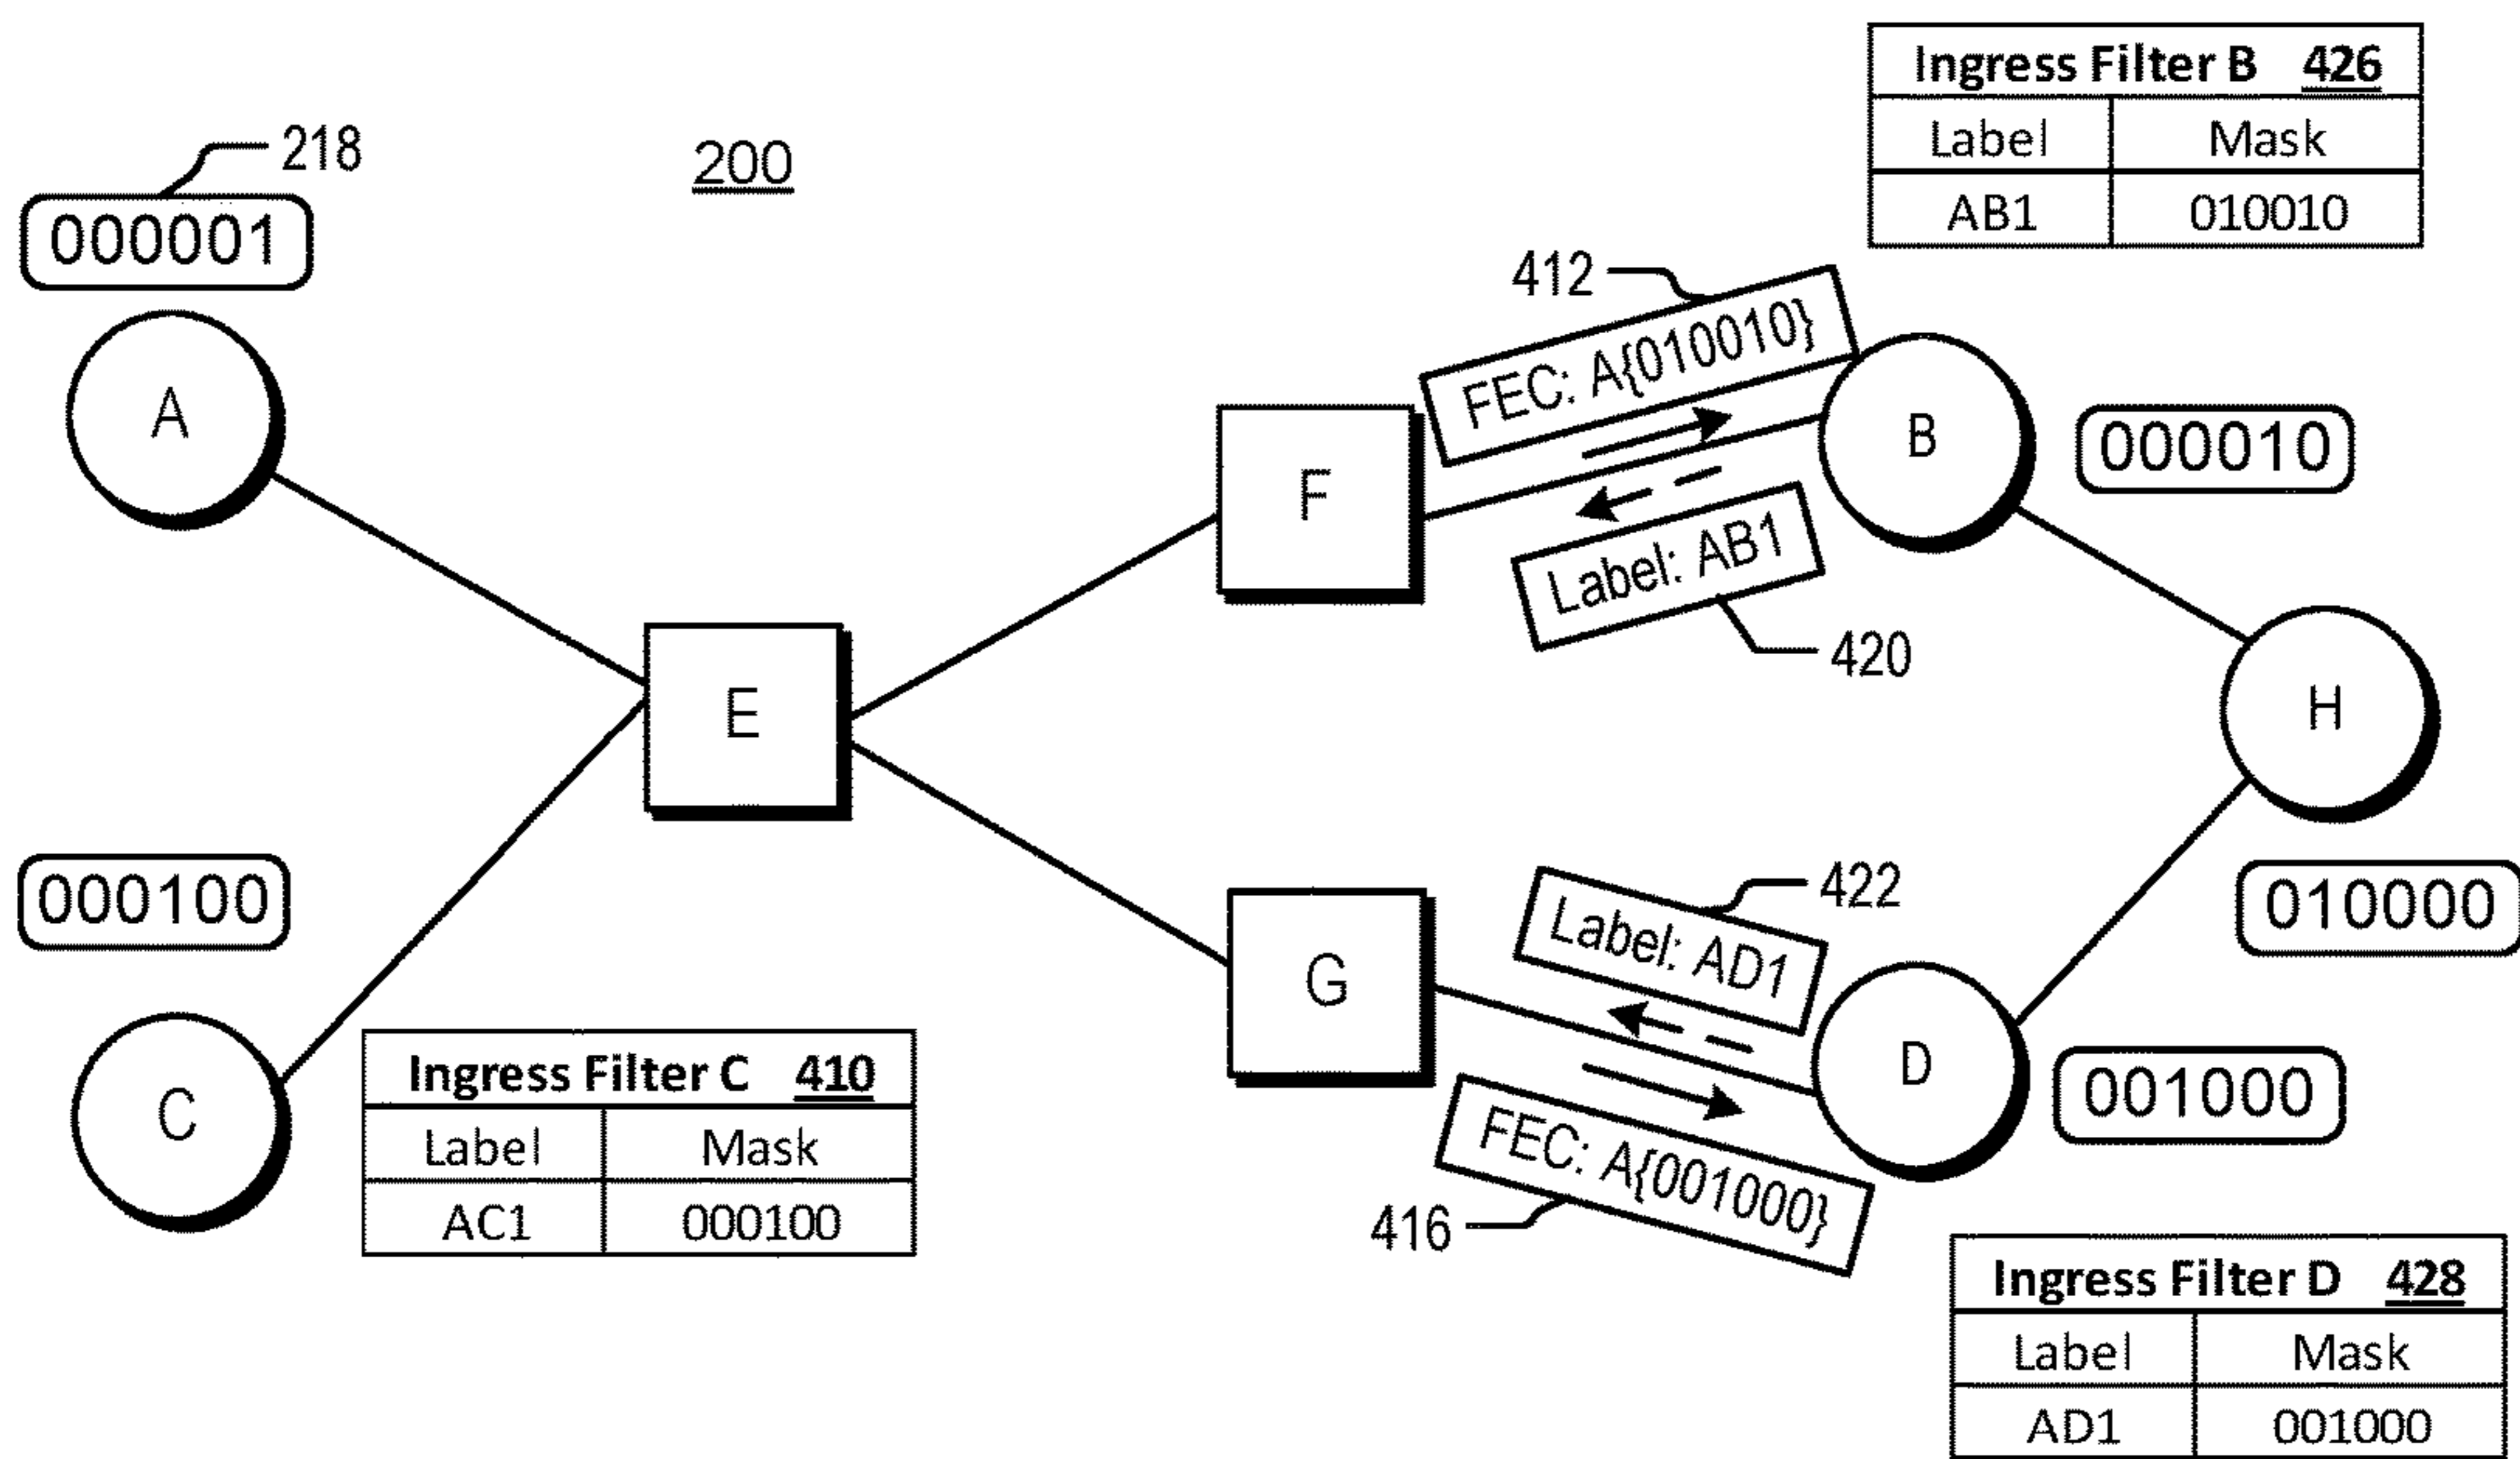 Ingress Filter B 426
Label Mask
AB1 010010
218
200
000001
412
FEC: A{010010}
A
B
000010
F
Label: AB1
420
E
H
422
000100
Label: AD1
010000
G
C
D
001000
Ingress Filter C 410
Label Mask
AC1 000100
FEC: A{001000}
416
Ingress Filter D 428
Label Mask
AD1 001000